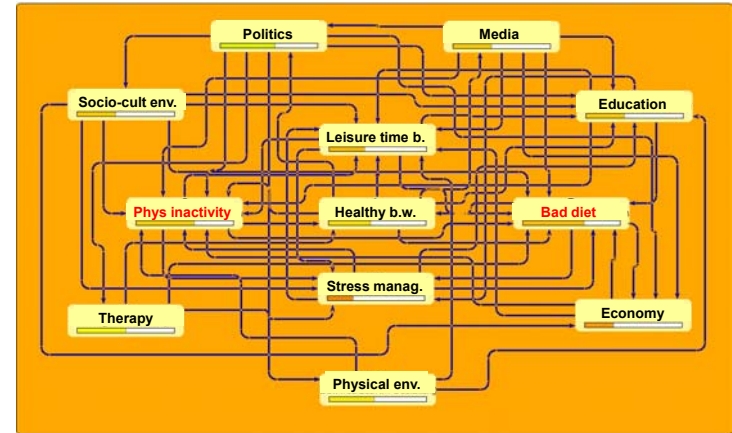 Politics
Media
Socio-cult env.
Education
Leisure time b.
Phys inactivity
Healthy b.w.
Bad diet
Stress manag.
Therapy
Economy
Physical env.